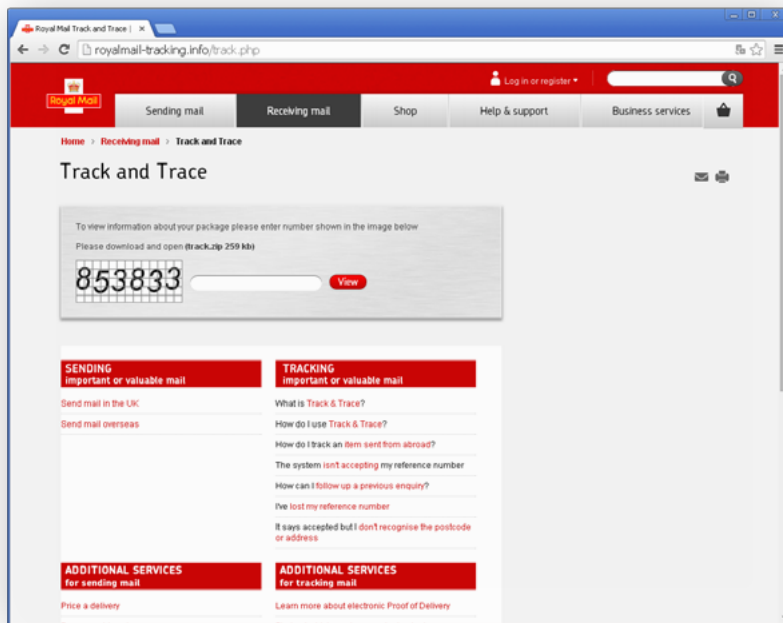 Royal Mail Track and Trace |
royalmail-tracking.info/track.php
Log in or register
Royal Mail
Sending mail
Receiving mail
Shop
Help & support
Business services
Home > Receiving mail > Track and Trace
Track and Trace
To view information about your package please enter number shown in the image below
Please download and open (track.zip 259 kb)
853833
View
SENDING
important or valuable mail
Send mail in the UK
Send mail overseas
TRACKING
important or valuable mail
What is Track & Trace?
How do I use Track & Trace?
How do I track an item sent from abroad?
The system isn't accepting my reference number
How can I follow up a previous enquiry?
I've lost my reference number
It says accepted but I don't recognise the postcode
or address
ADDITIONAL SERVICES
for sending mail
Price a delivery
ADDITIONAL SERVICES
for tracking mail
Learn more about electronic Proof of Delivery